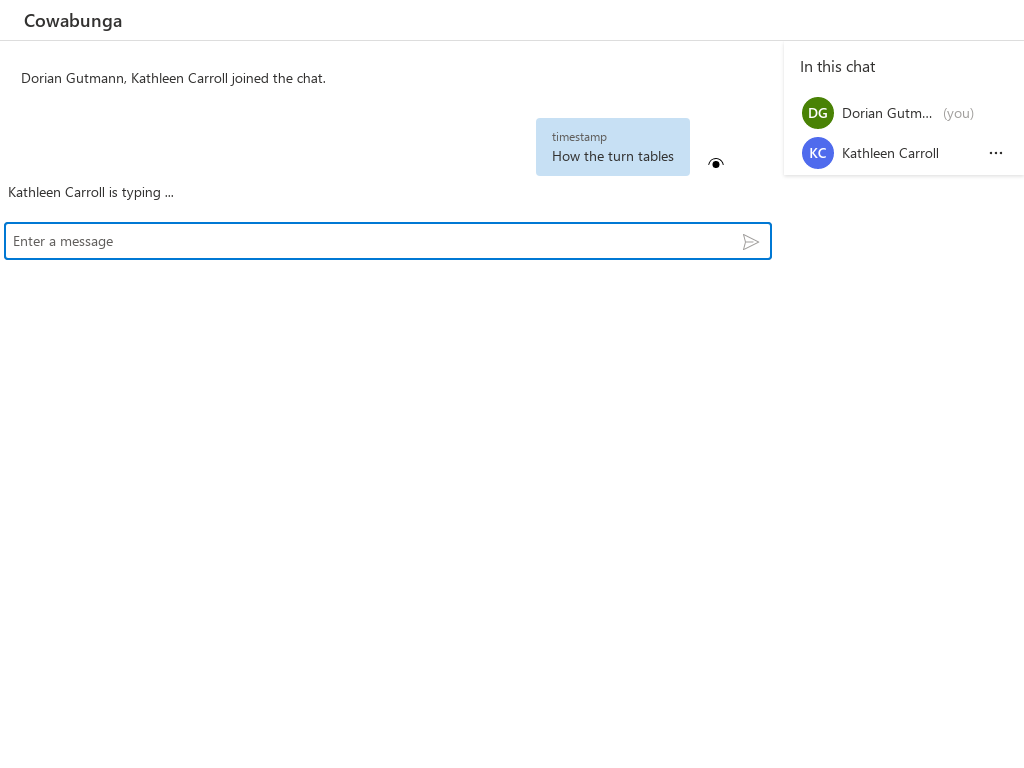 Cowabunga
Dorian Gutmann, Kathleen Carroll joined the chat.
timestamp
How the turn tables
Kathleen Carroll is typing ...
Enter a message
In this chat
DG Dorian Gutm... (you)
KC Kathleen Carroll